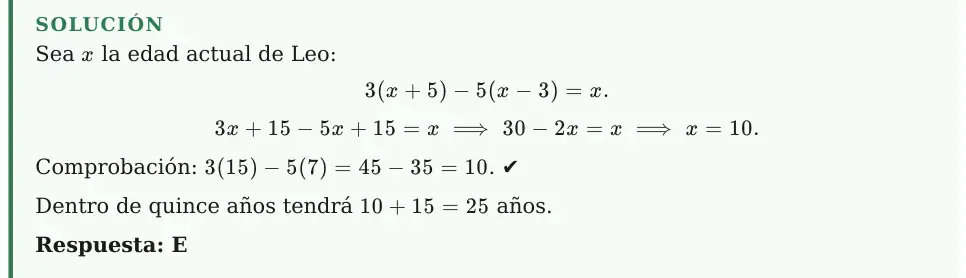 SOLUCIÓN
Sea x la edad actual de Leo:
3(x + 5) − 5(x − 3) = x.
3x + 15 − 5x + 15 = x ⟹ 30 − 2x = x ⟹ x = 10.
Comprobación: 3(15) − 5(7) = 45 − 35 = 10. ✔
Dentro de quince años tendrá 10 + 15 = 25 años.
Respuesta: E